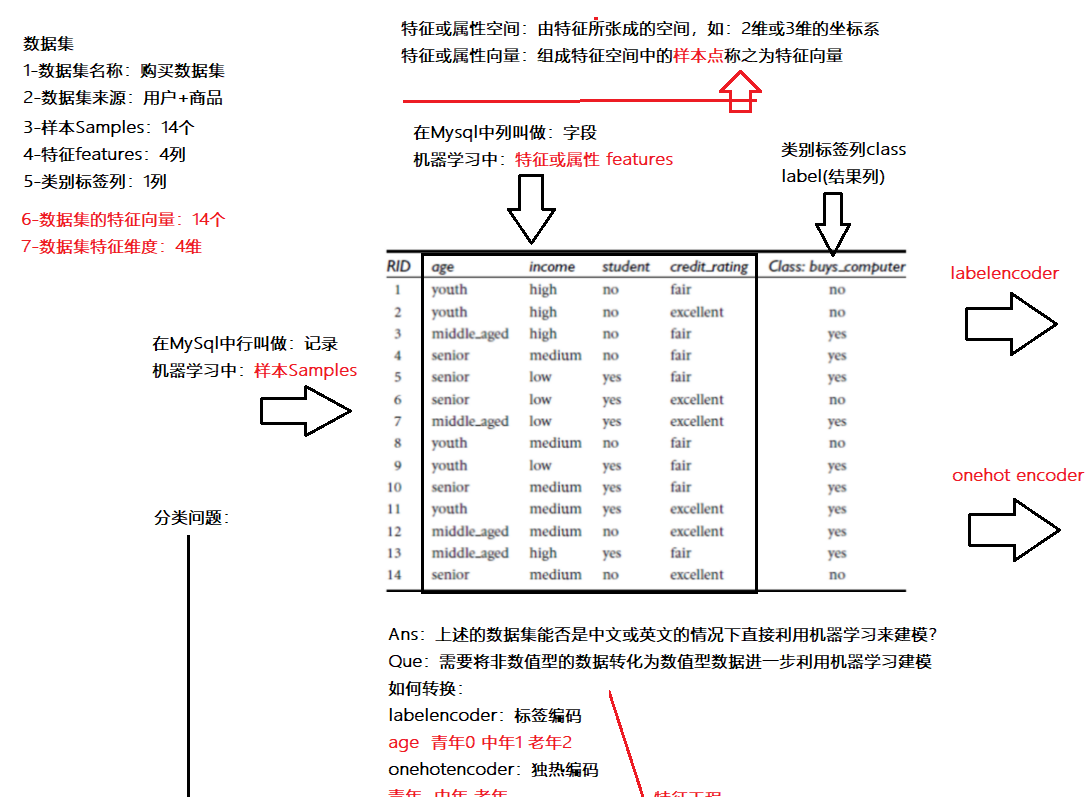 特征或属性空间：由特征所张成的空间，如：2维或3维的坐标系
特征或属性向量：组成特征空间中的样本点称之为特征向量
数据集
1-数据集名称：购买数据集
2-数据集来源：用户+商品
3-样本Samples：14个
4-特征features：4列
5-类别标签列：1列
6-数据集的特征向量：14个
7-数据集特征维度：4维
在Mysql中列叫做：字段
机器学习中：特征或属性 features
类别标签列class
label(结果列)
RID age income student credit_rating Class: buys_computer
1 youth high no fair no
2 youth high no excellent no
3 middle_aged high no fair yes
4 senior medium no fair yes
5 senior low yes fair yes
6 senior low yes excellent no
7 middle_aged low yes excellent yes
8 youth medium no fair no
9 youth low yes fair yes
10 senior medium yes fair yes
11 youth medium yes excellent yes
12 middle_aged medium no excellent yes
13 middle_aged high yes fair yes
14 senior medium no excellent no
labelencoder
onehot encoder
在MySql中行叫做：记录
机器学习中：样本Samples
分类问题：
Ans：上述的数据集能否是中文或英文的情况下直接利用机器学习来建模？
Que：需要将非数值型的数据转化为数值型数据进一步利用机器学习建模
如何转换：
labelencoder：标签编码
age 青年0 中年1 老年2
onehotencoder：独热编码
青年 中年 老年
特征工程